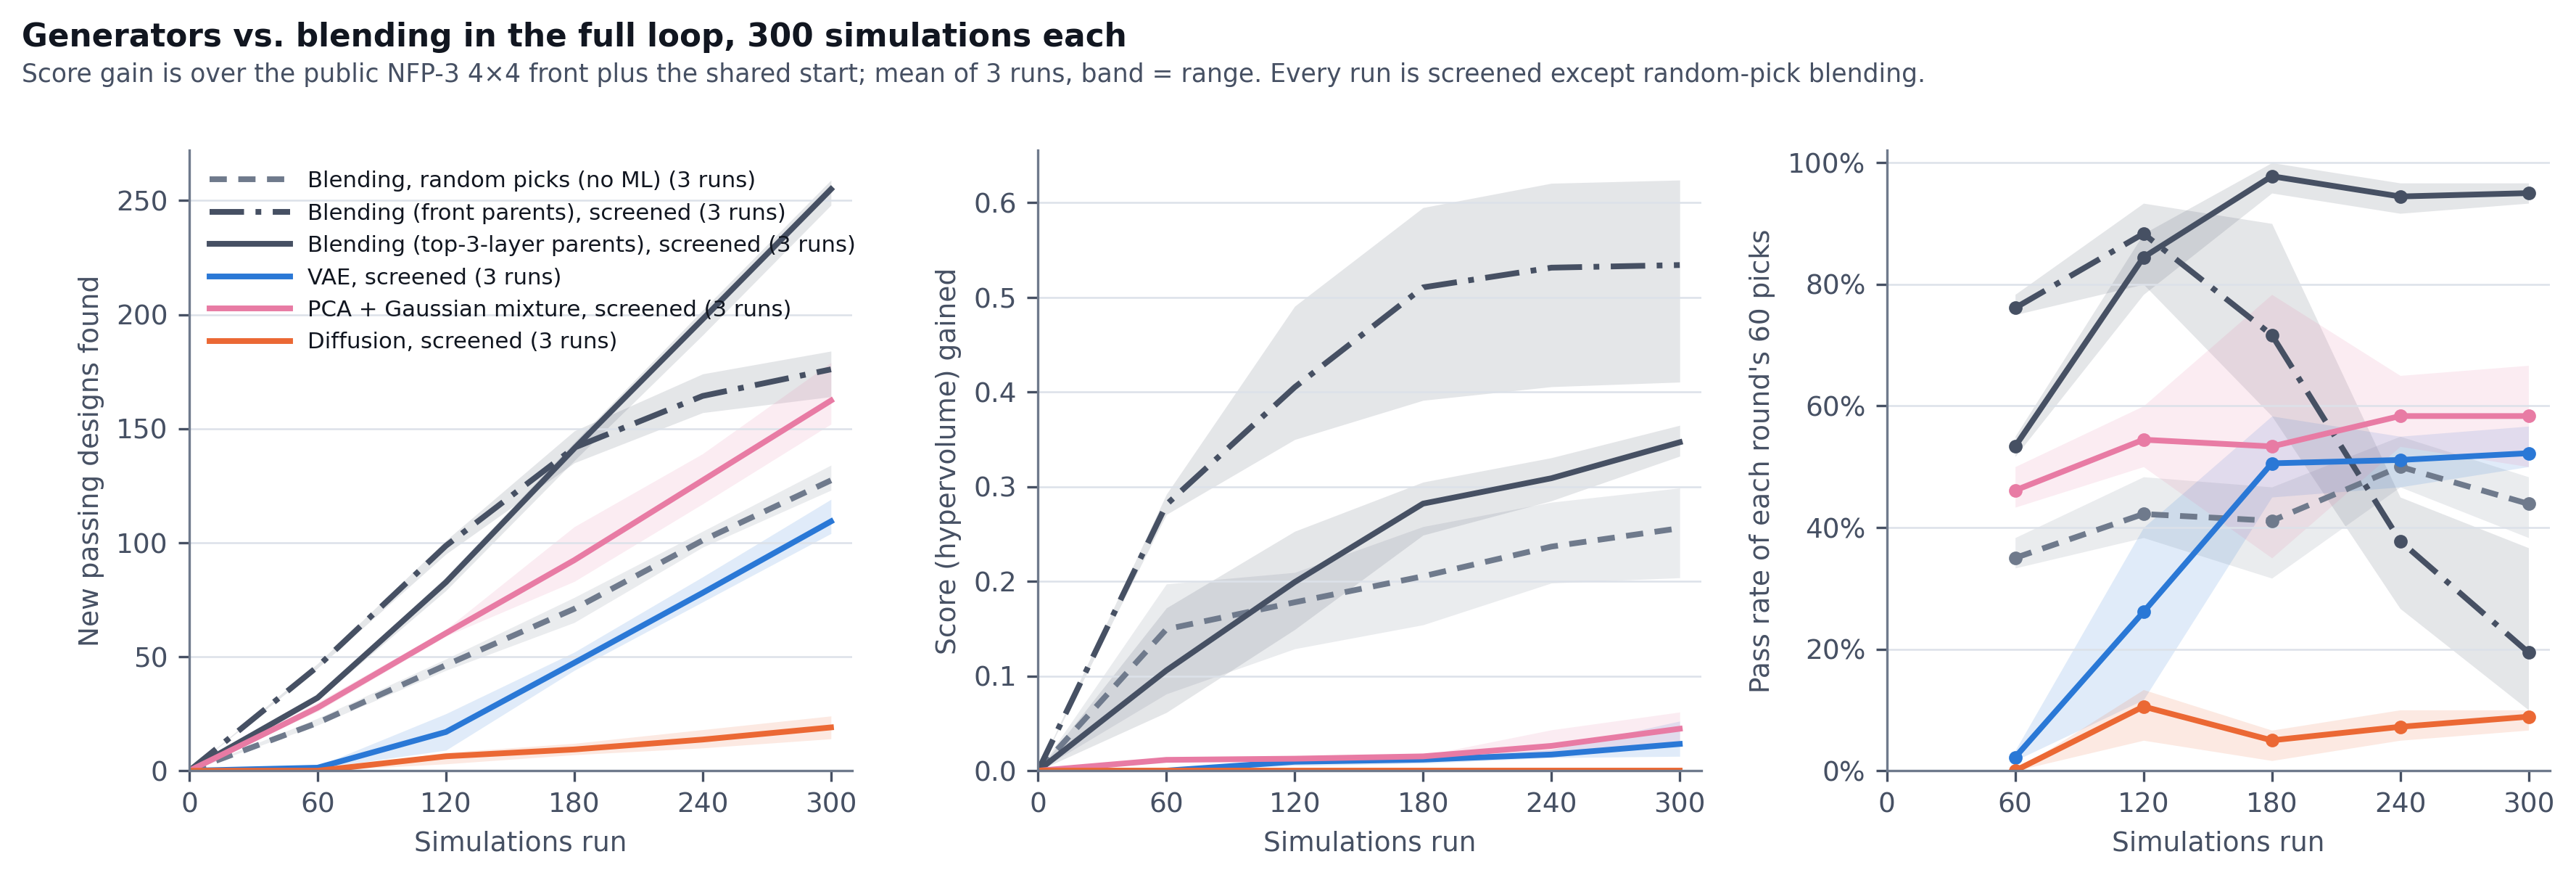 Generators vs. blending in the full loop, 300 simulations each
Score gain is over the public NFP-3 4×4 front plus the shared start; mean of 3 runs, band = range. Every run is screened except random-pick blending.
New passing designs found
250
200
150
100
50
0
Blending, random picks (no ML) (3 runs)
Blending (front parents), screened (3 runs)
Blending (top-3-layer parents), screened (3 runs)
VAE, screened (3 runs)
PCA + Gaussian mixture, screened (3 runs)
Diffusion, screened (3 runs)
0 60 120 180 240 300
Simulations run
Score (hypervolume) gained
0.6
0.5
0.4
0.3
0.2
0.1
0.0
0 60 120 180 240 300
Simulations run
Pass rate of each round's 60 picks
100%
80%
60%
40%
20%
0%
0 60 120 180 240 300
Simulations run